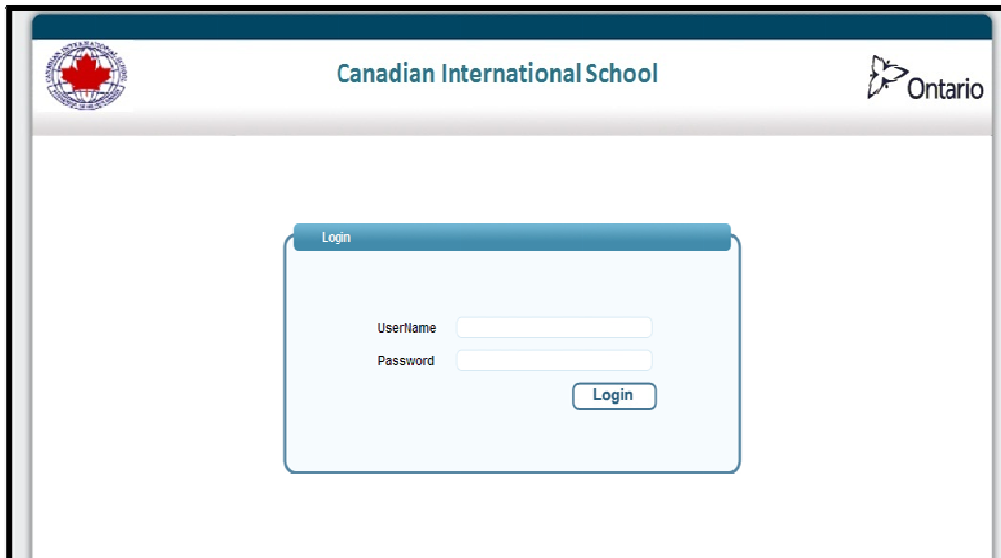 Canadian International School
Ontario
Login
UserName
Password
Login